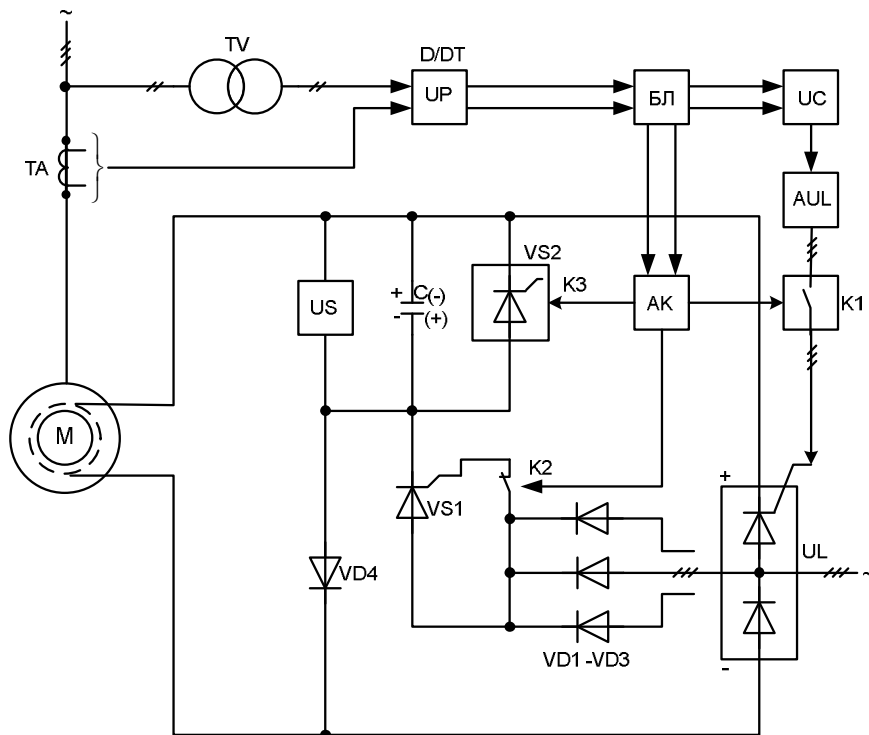 ~
TV
D/DT
UP
БЛ
UC
TA
AUL
VS2
US
+ C (-)
- (+)
K3
AK
K1
M
K2
VS1
+
UL
VD4
~
VD1 -VD3
-